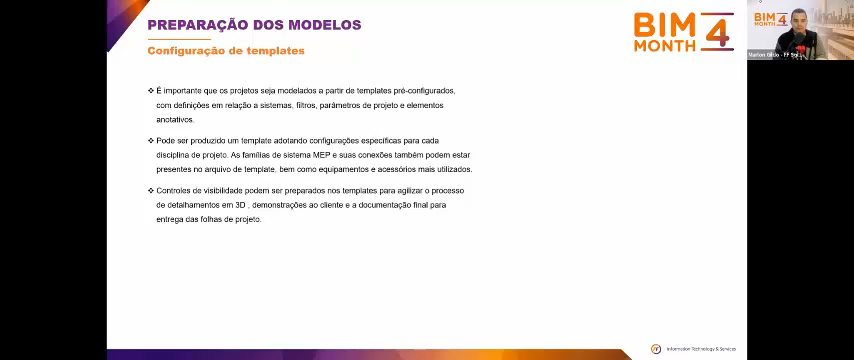 PREPARAÇÃO DOS MODELOS
Configuração de templates
BIM
MONTH
4
É importante que os projetos seja modelados a partir de templates pré-configurados,
com definições em relação a sistemas, filtros, parâmetros de projeto e elementos
anotativos.
Pode ser produzido um template adotando configurações específicas para cada
disciplina de projeto. As famílias de sistema MEP e suas conexões também podem estar
presentes no arquivo de template, bem como equipamentos e acessórios mais utilizados.
Controles de visibilidade podem ser preparados nos templates para agilizar o processo
de detalhamentos em 3D , demonstrações ao cliente e a documentação final para
entrega das folhas de projeto.
BIM
MONTH
4
Information Technology & Services